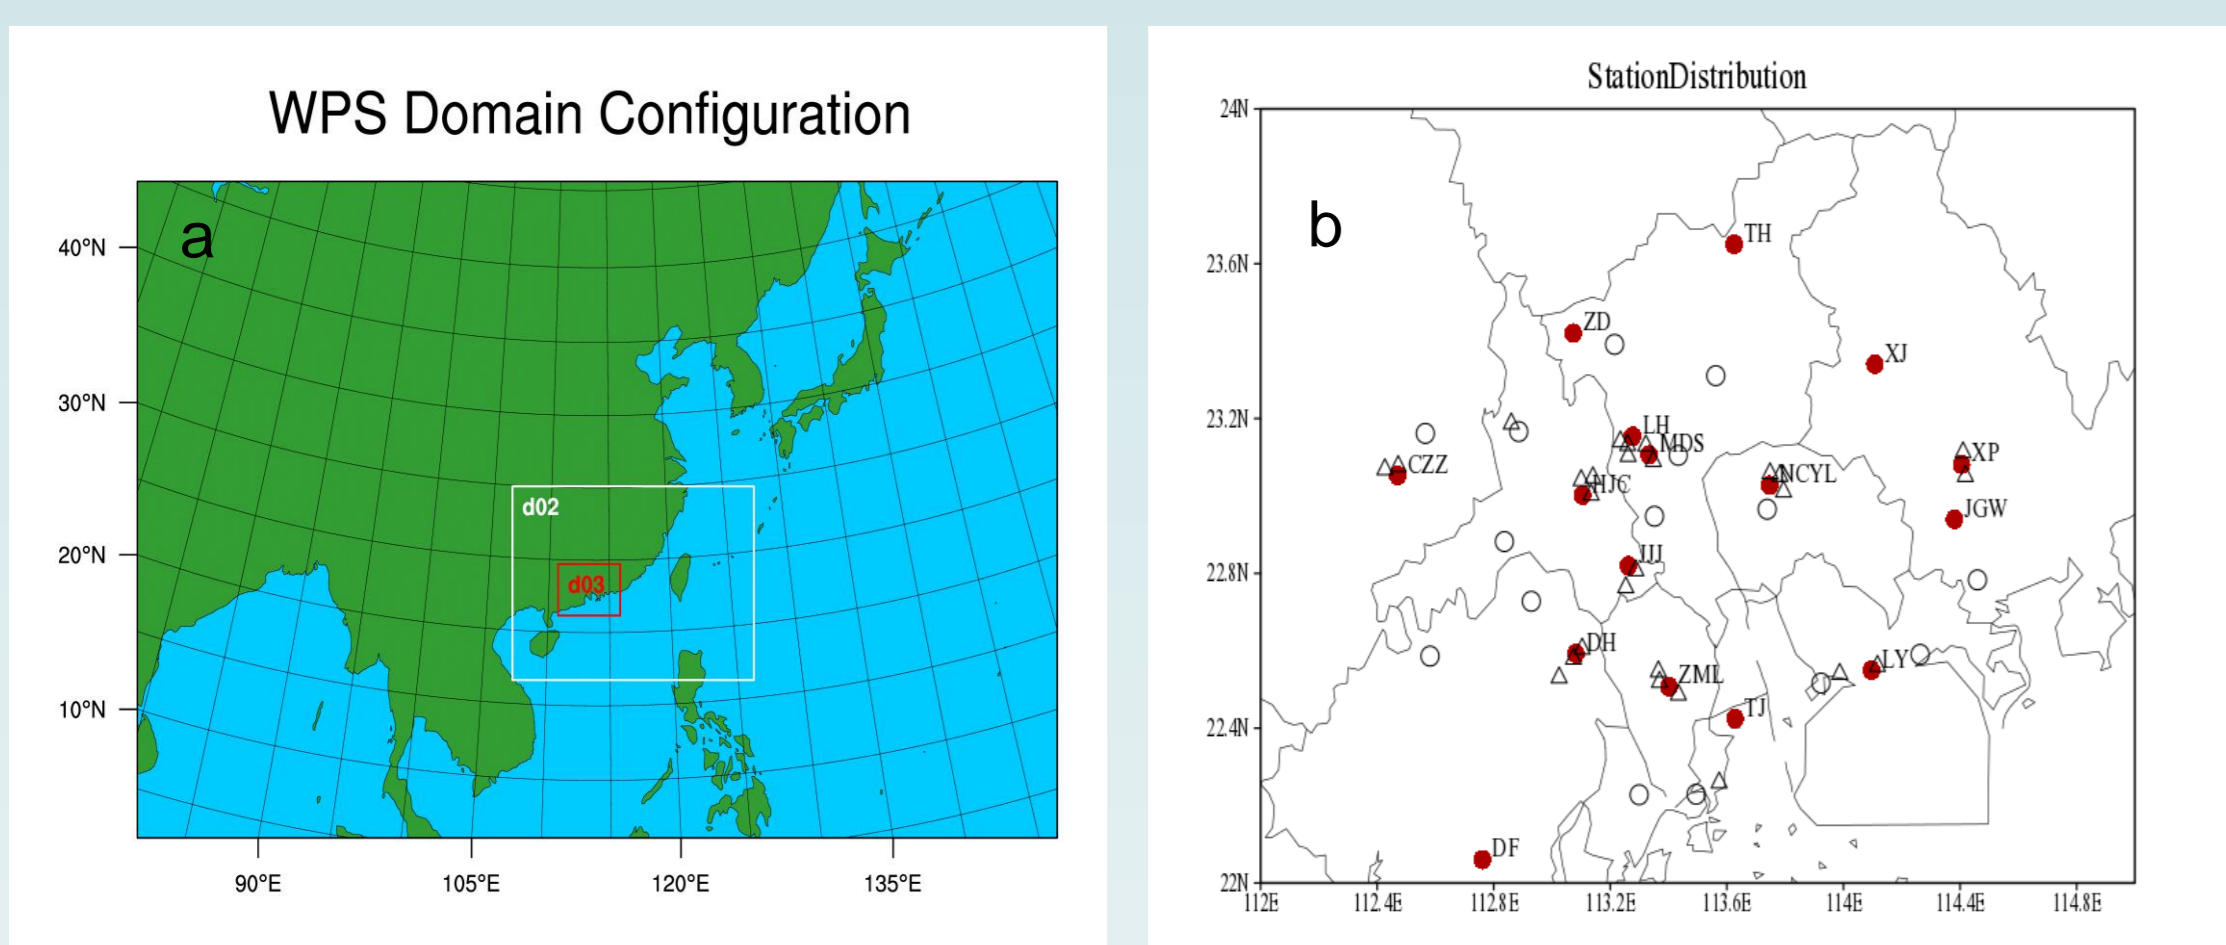 WPS Domain Configuration
a
40°N
30°N
20°N
10°N
d02
d03
90°E
105°E
120°E
135°E
StationDistribution
b
24N
23.6N
23.2N
22.8N
22.4N
22N
TH
ZD
XJ
LH
MDS
CZZ
XP
NCYL
HJC
JGW
JJJ
DH
LY
ZML
TJ
DF
112E
112.4E
112.8E
113.2E
113.6E
114E
114.4E
114.8E